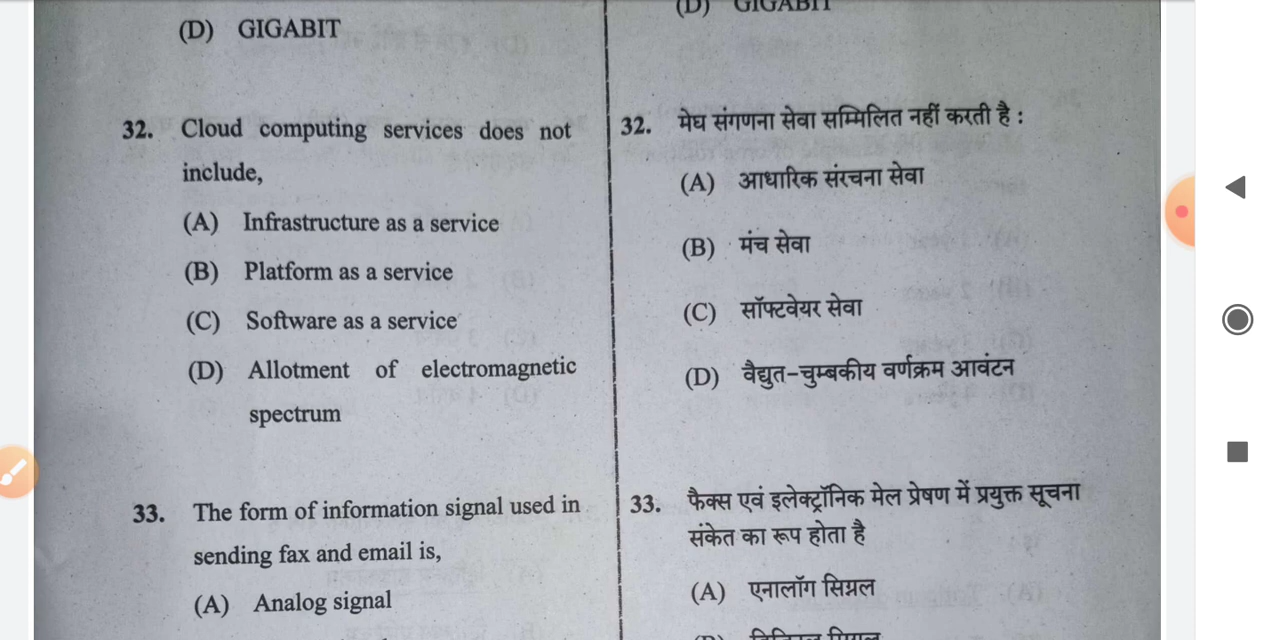 (D) GIGABIT
32. Cloud computing services does not
include,
(A) Infrastructure as a service
(B) Platform as a service
(C) Software as a service
(D) Allotment of electromagnetic
spectrum
33. The form of information signal used in
sending fax and email is,
(A) Analog signal
(D) GIGABIT
32. मेघ संगणना सेवा सम्मिलित नहीं करती है :
(A) आधारिक संरचना सेवा
(B) मंच सेवा
(C) सॉफ्टवेयर सेवा
(D) वैद्युत-चुम्बकीय वर्णक्रम आवंटन
33. फैक्स एवं इलेक्ट्रॉनिक मेल प्रेषण में प्रयुक्त सूचना
संकेत का रूप होता है
(A) एनालॉग सिग्नल